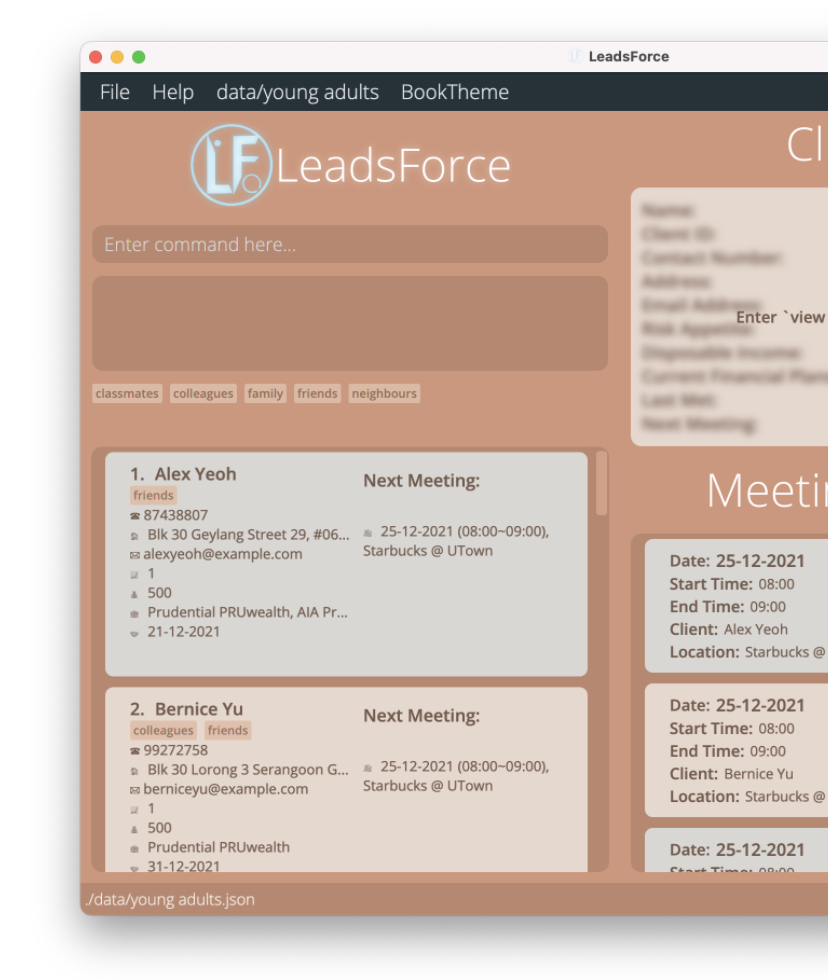 LeadsForce
File Help data/young adults BookTheme
LF
LeadsForce
Enter command here...
classmates colleagues family friends neighbours
1. Alex Yeoh
friends
87438807
Blk 30 Geylang Street 29, #06...
alexyeoh@example.com
1
500
Prudential PRUwealth, AIA Pr...
21-12-2021
Next Meeting:
25-12-2021 (08:00~09:00),
Starbucks @ UTown
2. Bernice Yu
colleagues friends
99272758
Blk 30 Lorong 3 Serangoon G...
berniceyu@example.com
1
500
Prudential PRUwealth
31-12-2021
Next Meeting:
25-12-2021 (08:00~09:00),
Starbucks @ UTown
./data/young adults.json
Cl
Name:
Client ID:
Contact Number:
Address:
Email Address:
Risk Appetite:
Disposable Income:
Current Financial Plans
Last Met:
Next Meeting:
Enter `view
Meetin
Date: 25-12-2021
Start Time: 08:00
End Time: 09:00
Client: Alex Yeoh
Location: Starbucks @
Date: 25-12-2021
Start Time: 08:00
End Time: 09:00
Client: Bernice Yu
Location: Starbucks @
Date: 25-12-2021
Start Time: 08:00